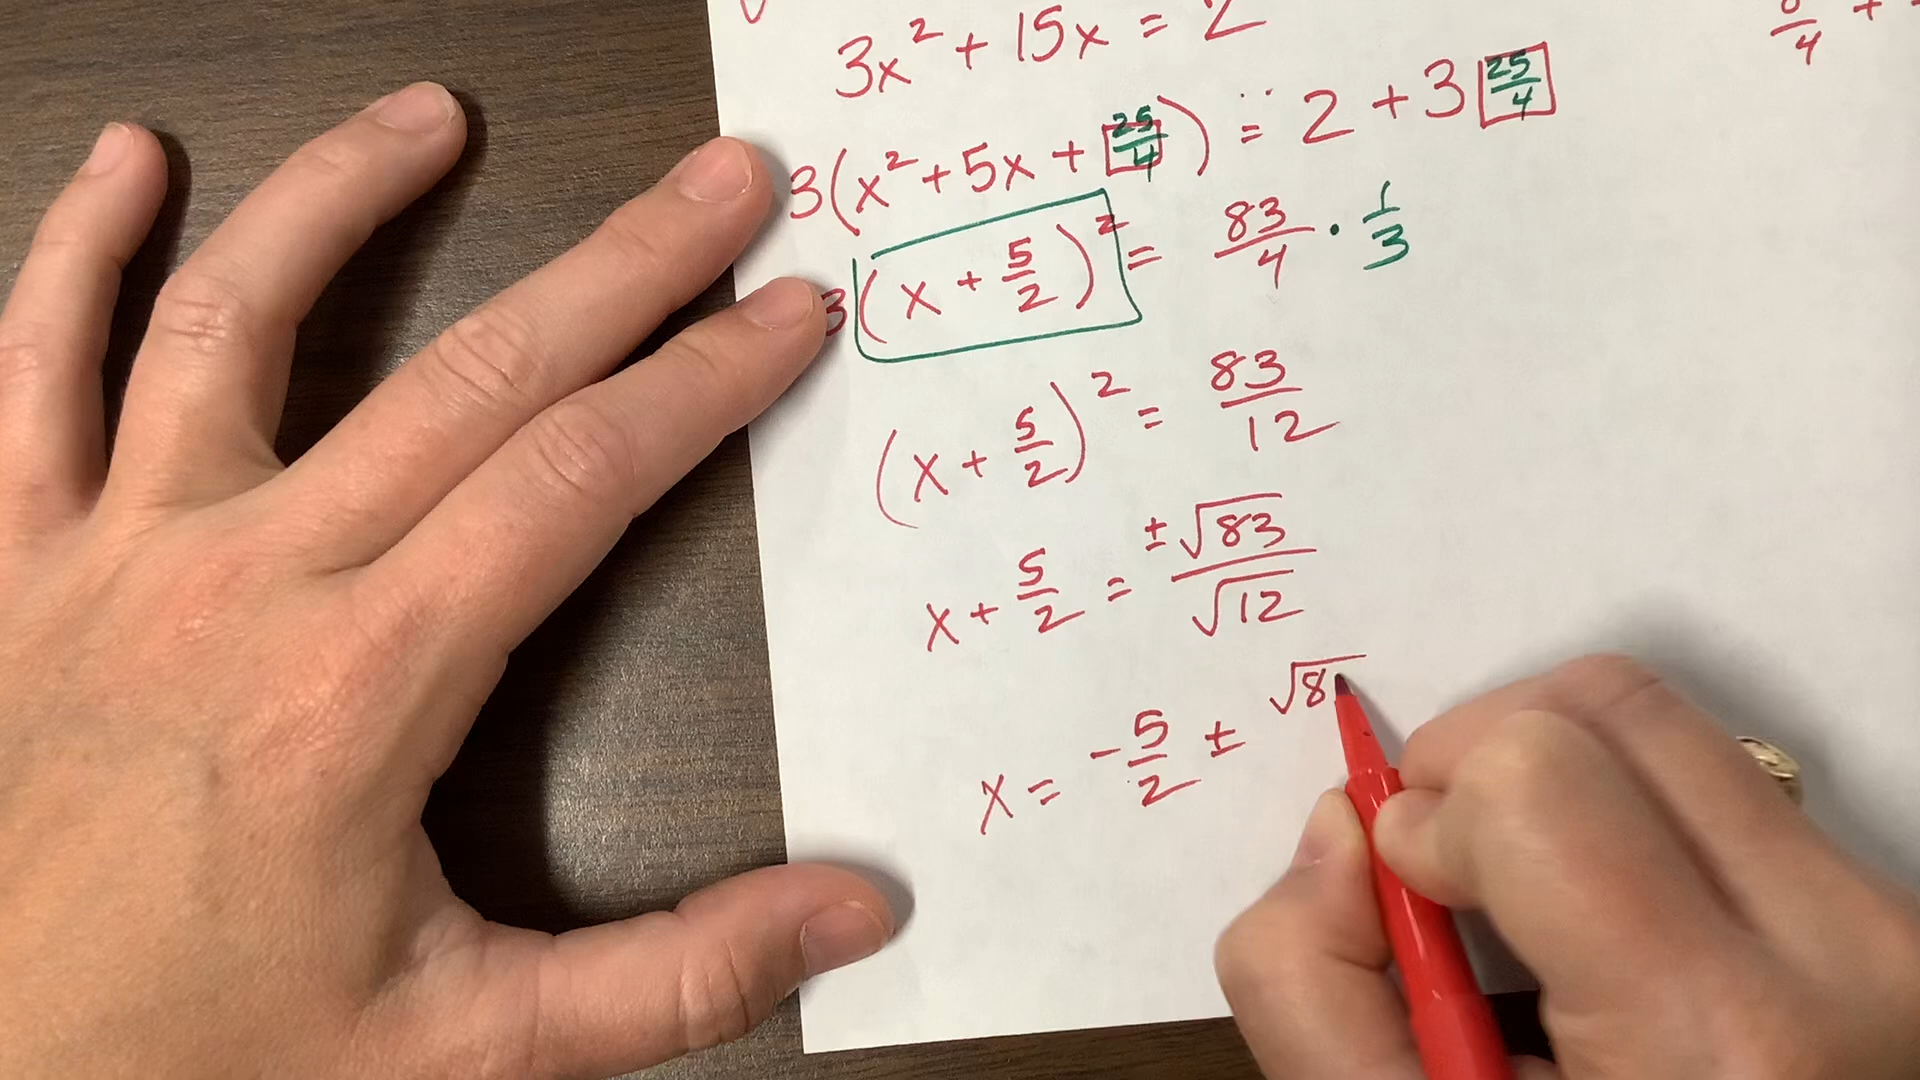 3x² + 15x = 2
3(x² + 5x + 25/4) = 2 + 3 25/4
3(x + 5/2)² = 83/4 · 1/3
(x + 5/2)² = 83/12
x + 5/2 = ±√83/√12
x = -5/2 ± √8